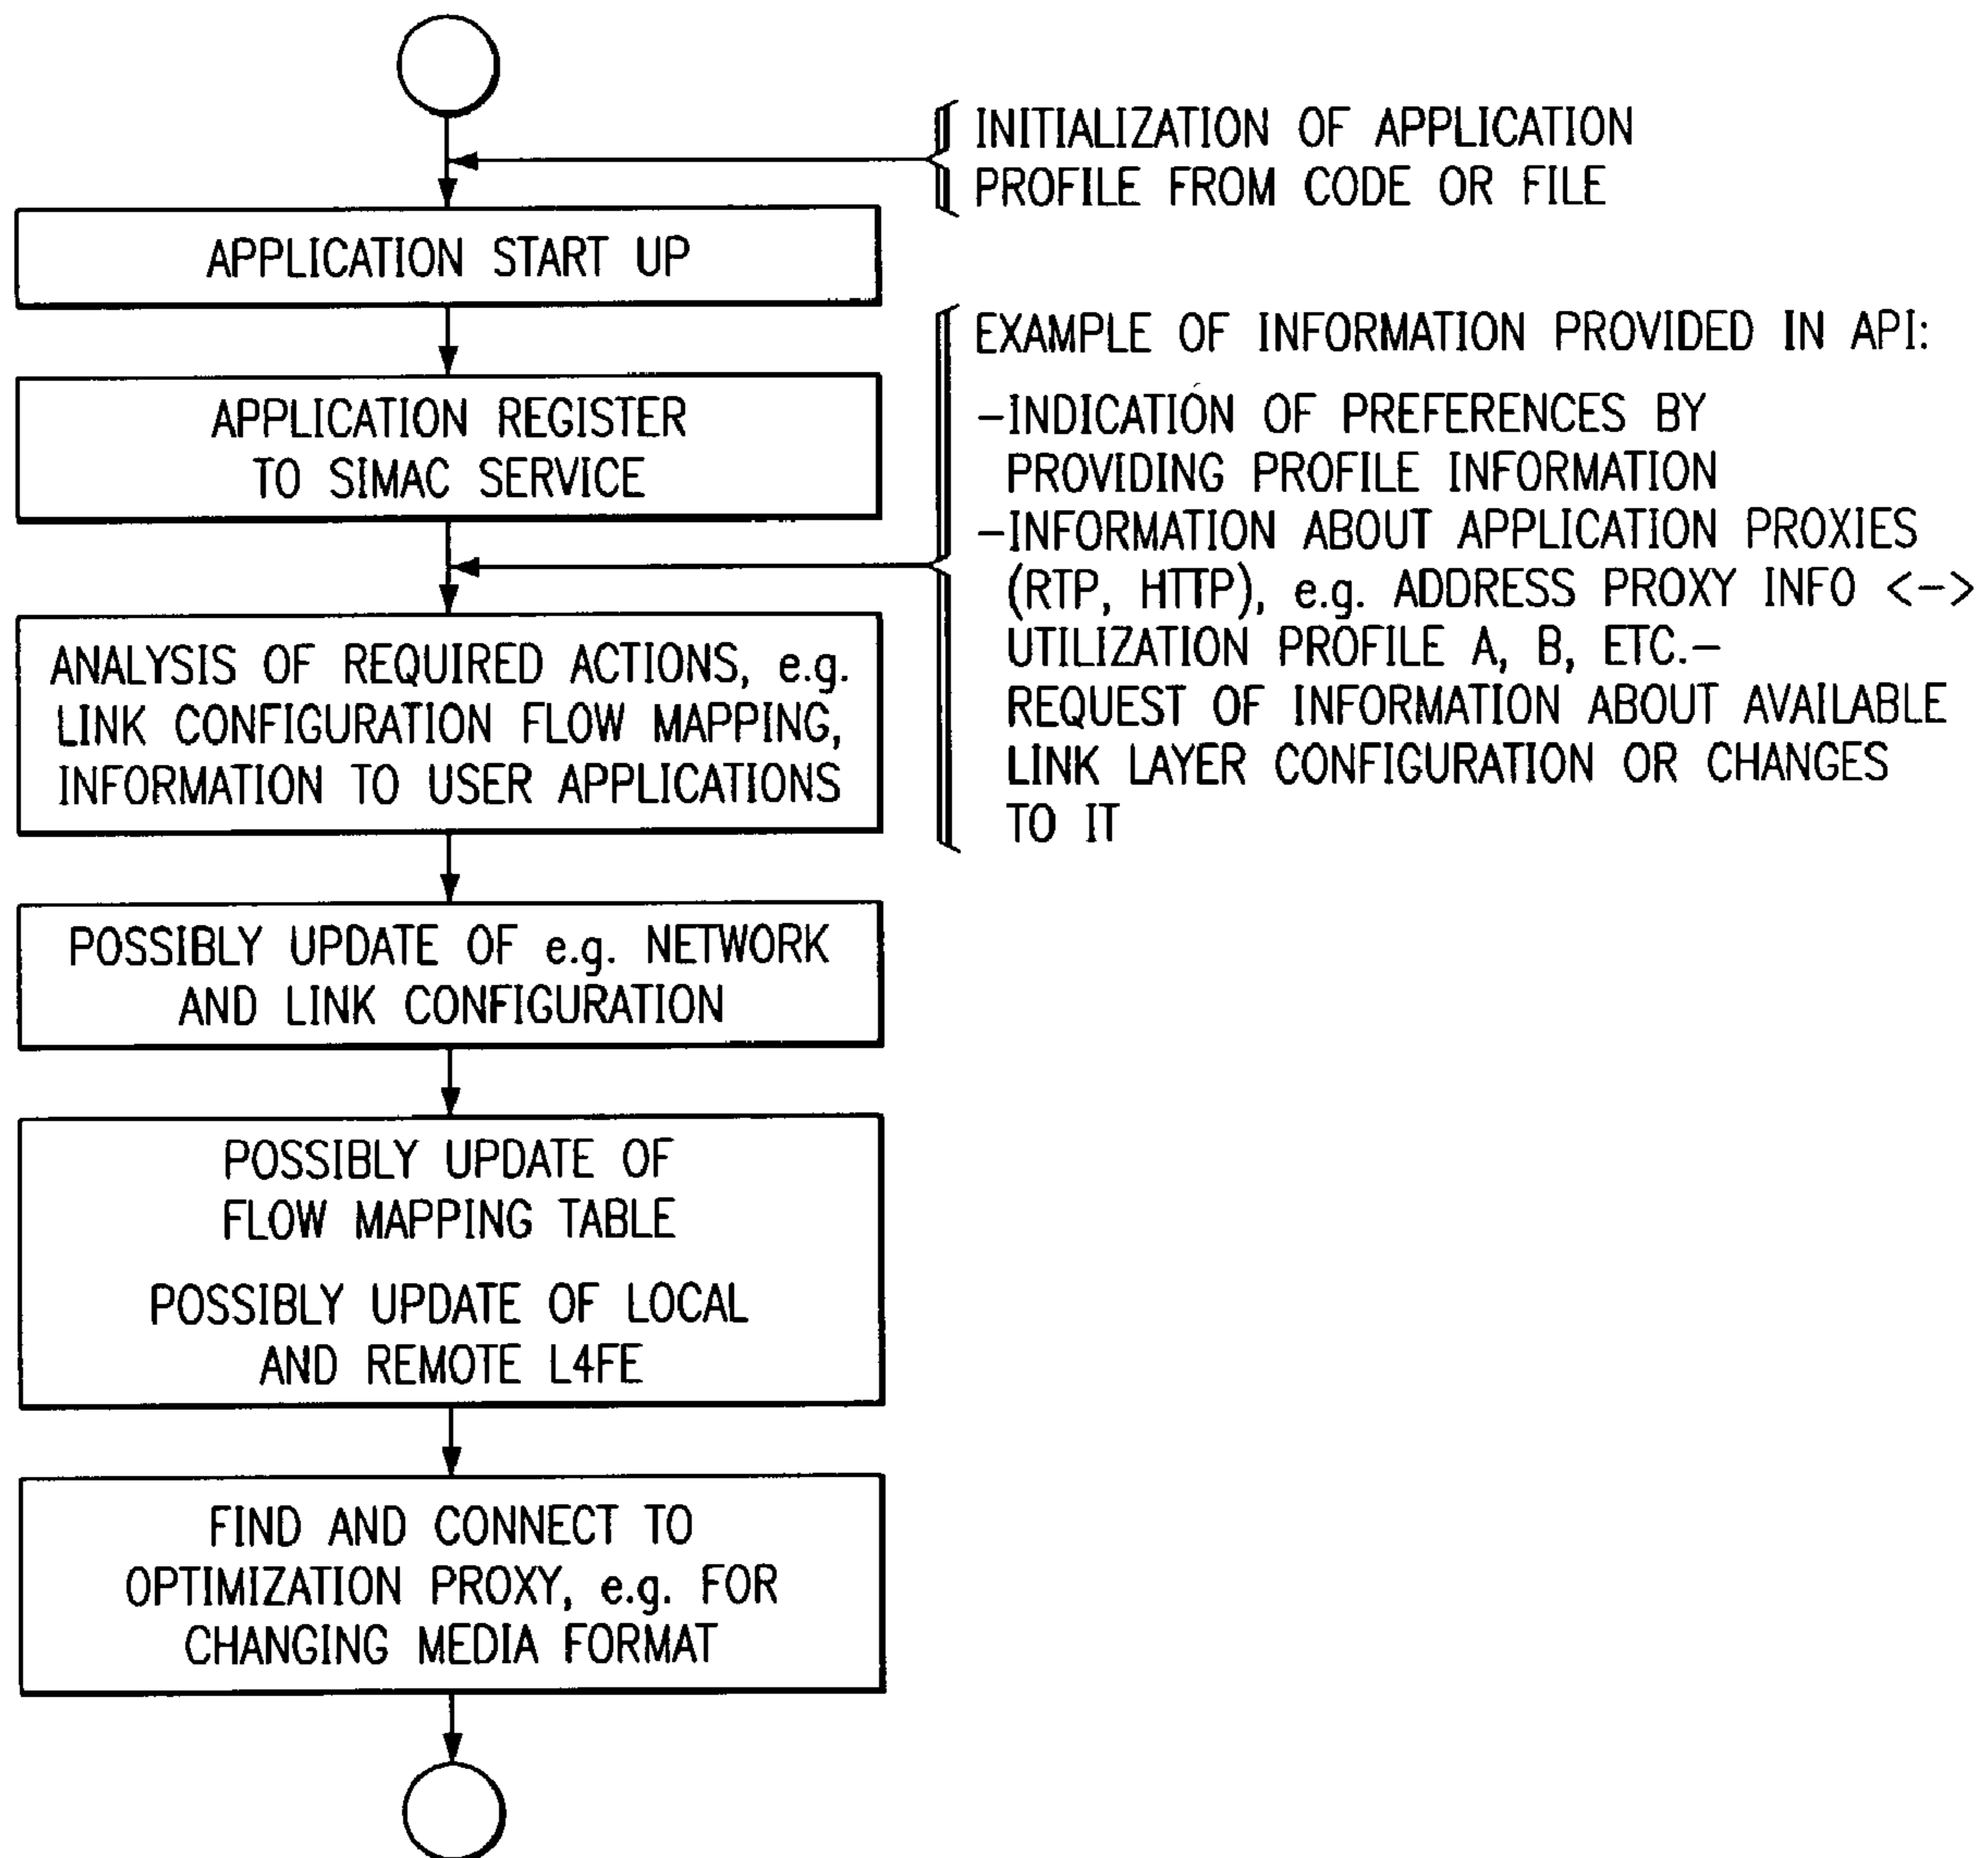 INITIALIZATION OF APPLICATION
PROFILE FROM CODE OR FILE
APPLICATION START UP
APPLICATION REGISTER
TO SIMAC SERVICE
EXAMPLE OF INFORMATION PROVIDED IN API:
–INDICATION OF PREFERENCES BY
PROVIDING PROFILE INFORMATION
–INFORMATION ABOUT APPLICATION PROXIES
(RTP, HTTP), e.g. ADDRESS PROXY INFO <–>
UTILIZATION PROFILE A, B, ETC.–
REQUEST OF INFORMATION ABOUT AVAILABLE
LINK LAYER CONFIGURATION OR CHANGES
TO IT
ANALYSIS OF REQUIRED ACTIONS, e.g.
LINK CONFIGURATION FLOW MAPPING,
INFORMATION TO USER APPLICATIONS
POSSIBLY UPDATE OF e.g. NETWORK
AND LINK CONFIGURATION
POSSIBLY UPDATE OF
FLOW MAPPING TABLE
POSSIBLY UPDATE OF LOCAL
AND REMOTE L4FE
FIND AND CONNECT TO
OPTIMIZATION PROXY, e.g. FOR
CHANGING MEDIA FORMAT